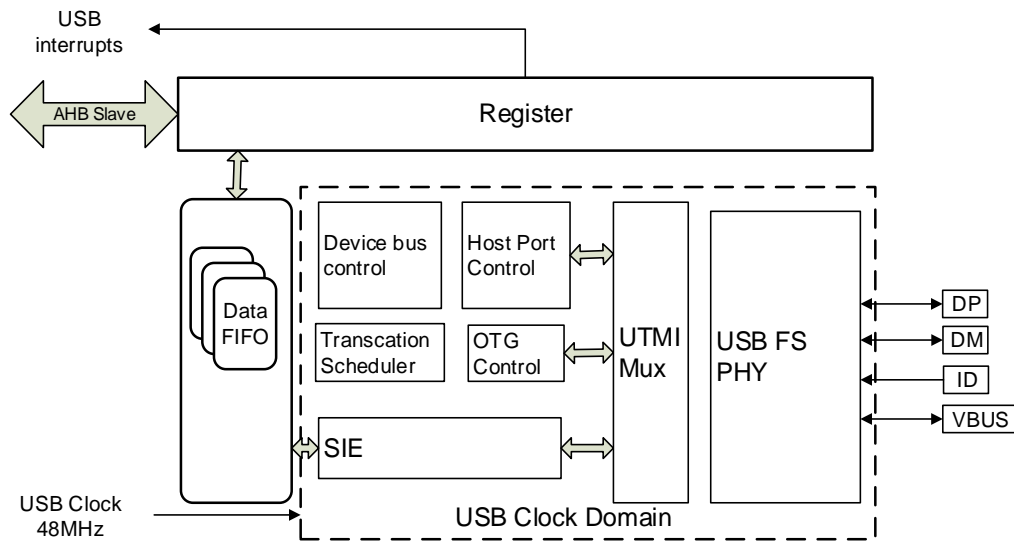 USB
interrupts
AHB Slave
Register
Device bus
control
Host Port
Control
Data
FIFO
Transcation
Scheduler
OTG
Control
UTMI
Mux
USB FS
PHY
DP
DM
ID
VBUS
SIE
USB Clock
48MHz
USB Clock Domain